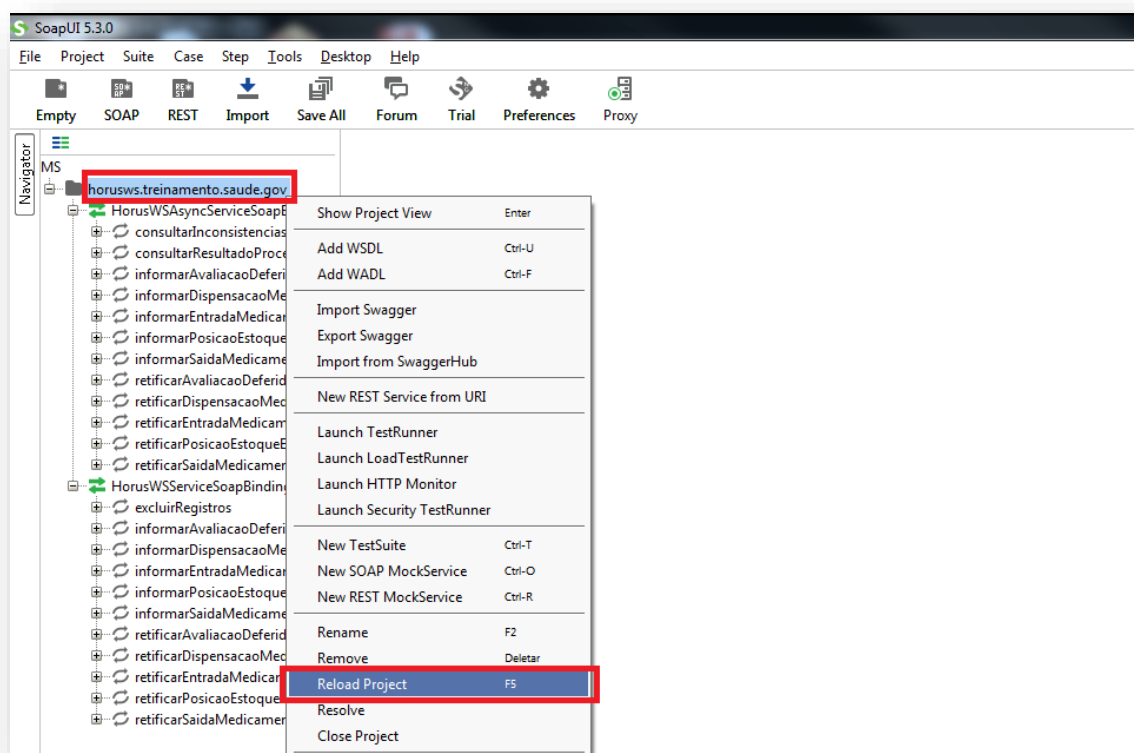 SoapUI 5.3.0
File Project Suite Case Step Tools Desktop Help
SO* AP
RE* ST
Empty SOAP REST Import Save All Forum Trial Preferences Proxy
Navigator
MS
horusws.treinamento.saude.gov
HorusWSAsyncServiceSoapB
consultarInconsistencias
consultarResultadoProce
informarAvaliacaoDeferi
informarDispensacaoMe
informarEntradaMedicar
informarPosicaoEstoque
informarSaidaMedicame
retificarAvaliacaoDeferid
retificarDispensacaoMed
retificarEntradaMedicam
retificarPosicaoEstoqueE
retificarSaidaMedicamer
HorusWSServiceSoapBinding
excluirRegistros
informarAvaliacaoDeferi
informarDispensacaoMe
informarEntradaMedicar
informarPosicaoEstoque
informarSaidaMedicame
retificarAvaliacaoDeferid
retificarDispensacaoMed
retificarEntradaMedicar
retificarPosicaoEstoque
retificarSaidaMedicamer
Show Project View Enter
Add WSDL Ctrl-U
Add WADL Ctrl-F
Import Swagger
Export Swagger
Import from SwaggerHub
New REST Service from URI
Launch TestRunner
Launch LoadTestRunner
Launch HTTP Monitor
Launch Security TestRunner
New TestSuite Ctrl-T
New SOAP MockService Ctrl-O
New REST MockService Ctrl-R
Rename F2
Remove Deletar
Reload Project F5
Resolve
Close Project